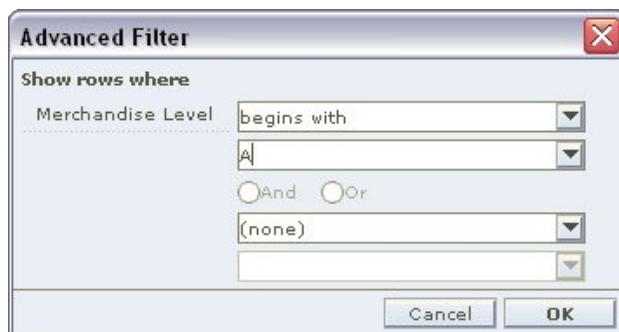 Advanced Filter
Show rows where
Merchandise Level begins with
A
And Or
(none)
Cancel OK